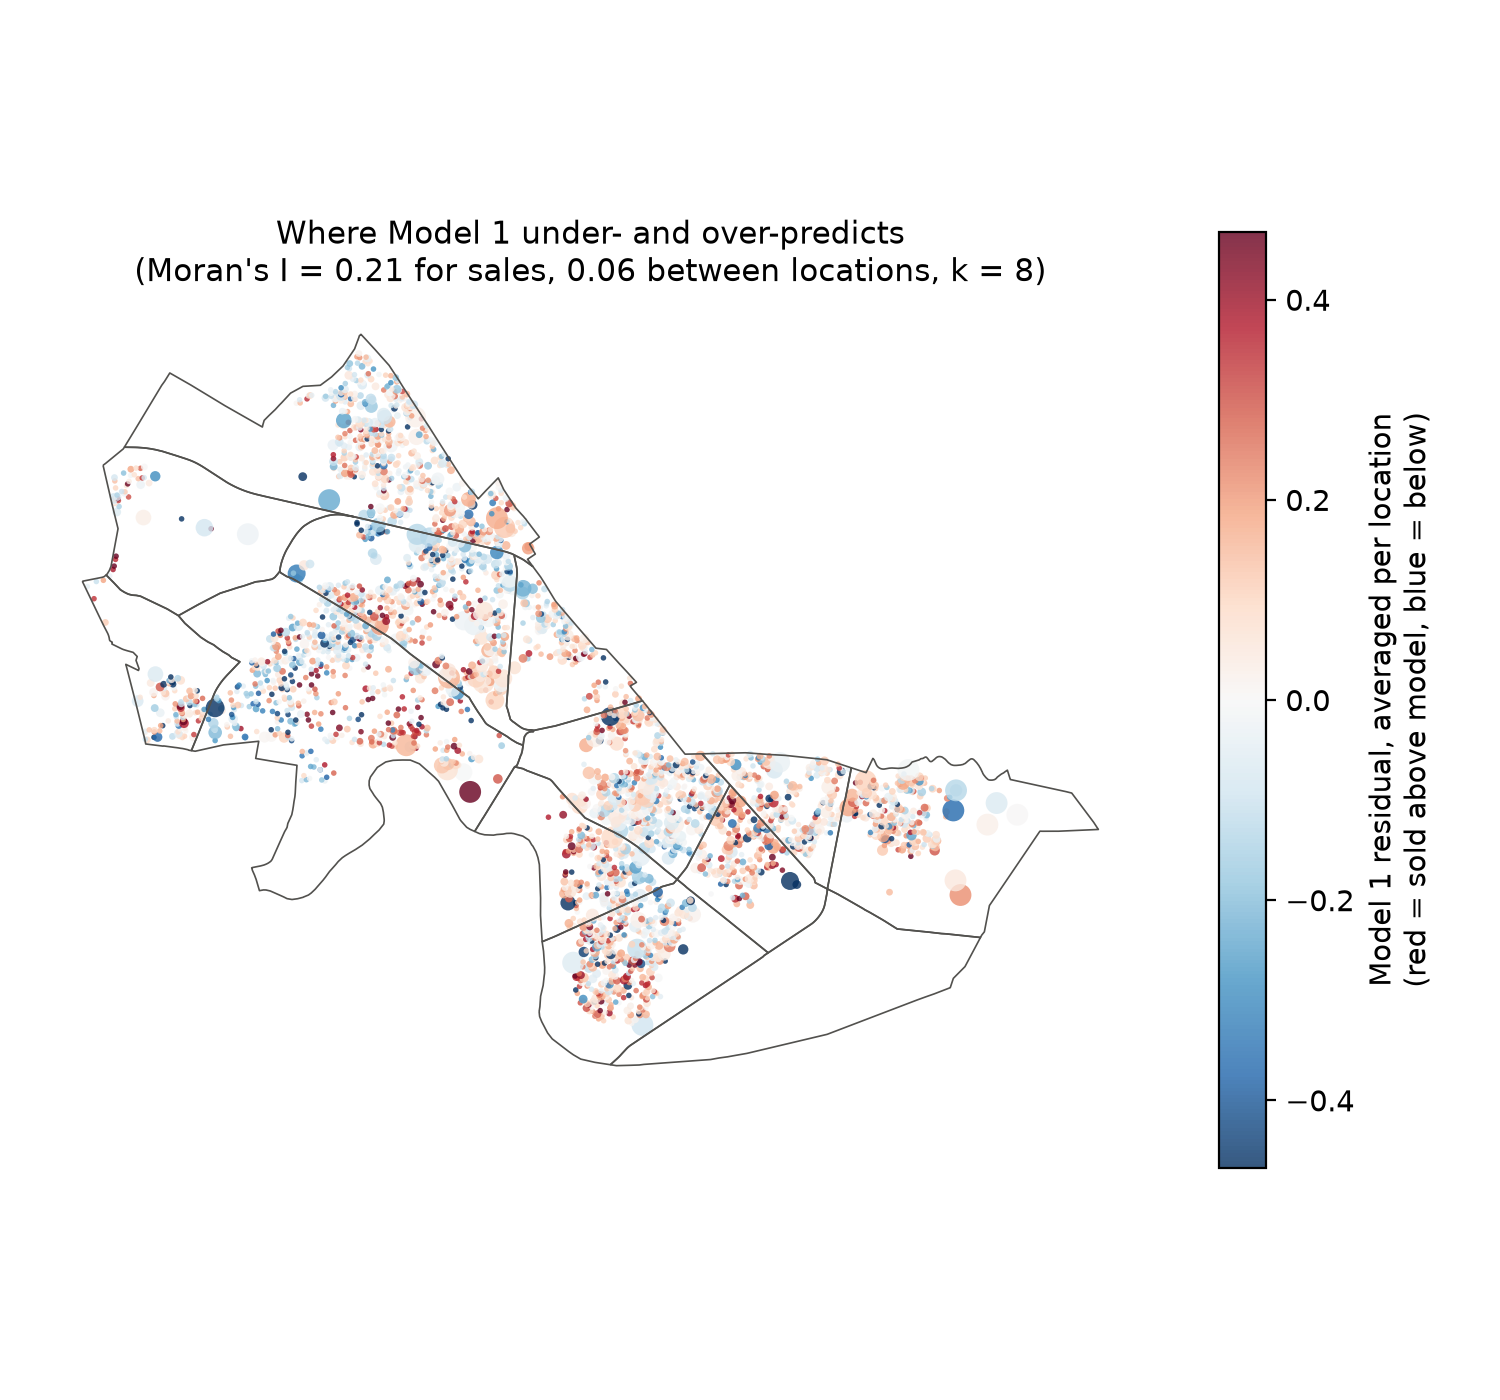 Where Model 1 under- and over-predicts
(Moran's I = 0.21 for sales, 0.06 between locations, k = 8)
0.4
0.2
0.0
−0.2
−0.4
Model 1 residual, averaged per location
(red = sold above model, blue = below)